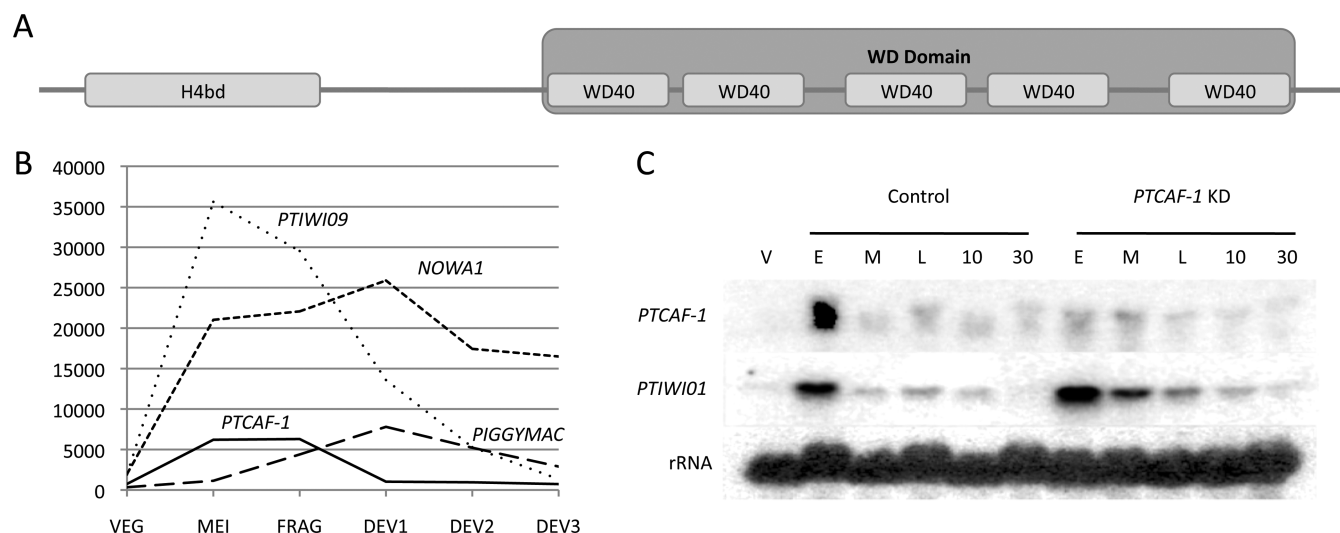 A
WD Domain
H4bd
WD40 WD40 WD40 WD40 WD40
B
40000
35000
30000
25000
20000
15000
10000
5000
0
PTIWI09
NOWA1
PTCAF-1
PIGGYMAC
VEG MEI FRAG DEV1 DEV2 DEV3
C
Control PTCAF-1 KD
V E M L 10 30 E M L 10 30
PTCAF-1
PTIWI01
rRNA